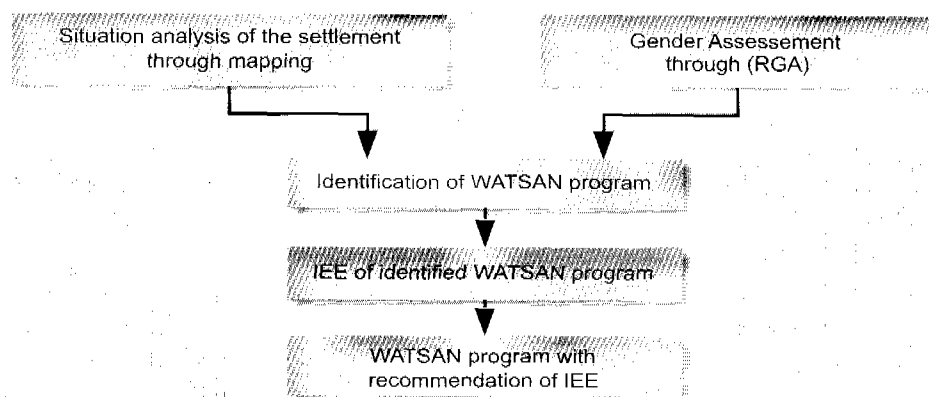 Situation analysis of the settlement
through mapping
Gender Assessement
through (RGA)
Identification of WATSAN program
IEE of identified WATSAN program
WATSAN program with
recommendation of IEE